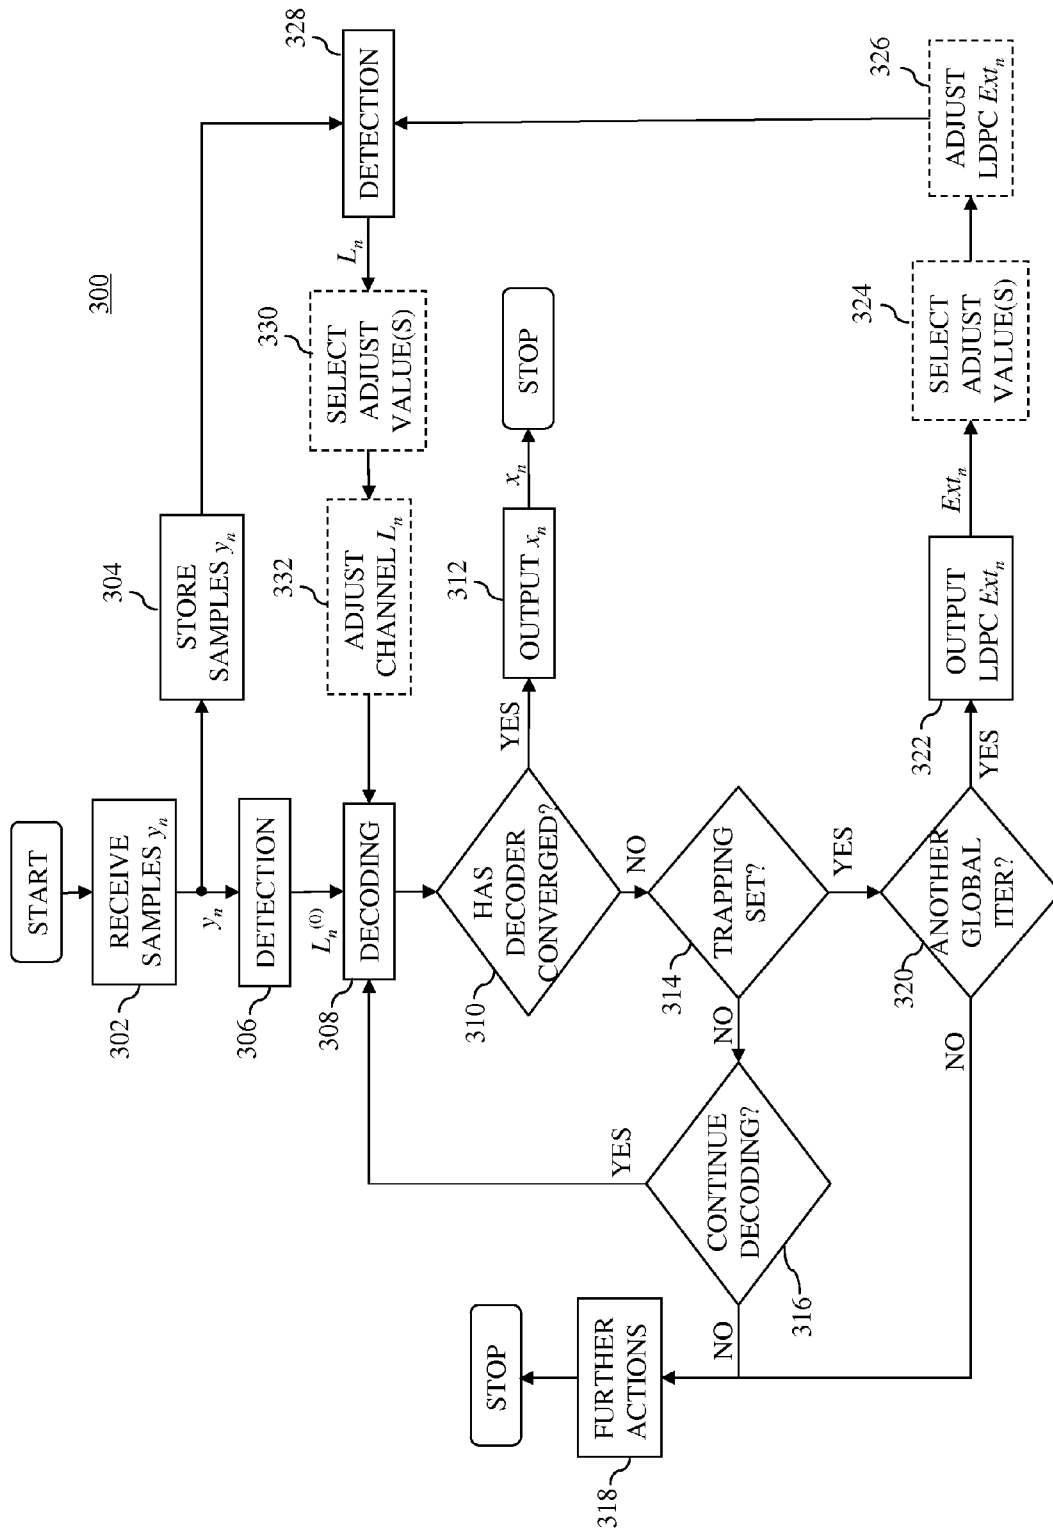 300
START
RECEIVE
SAMPLES yₙ
302
yₙ
STORE
SAMPLES yₙ
304
DETECTION
306
Lₙ⁽⁰⁾
DECODING
308
DETECTION
328
Lₙ
SELECT
ADJUST
VALUE(S)
330
ADJUST
CHANNEL Lₙ
332
HAS
DECODER
CONVERGED?
310
YES
OUTPUT xₙ
312
xₙ
STOP
NO
TRAPPING
SET?
314
NO
CONTINUE
DECODING?
316
YES
NO
FURTHER
ACTIONS
318
STOP
YES
ANOTHER
GLOBAL
ITER?
320
NO
YES
OUTPUT
LDPC Extₙ
322
Extₙ
SELECT
ADJUST
VALUE(S)
324
ADJUST
LDPC Extₙ
326